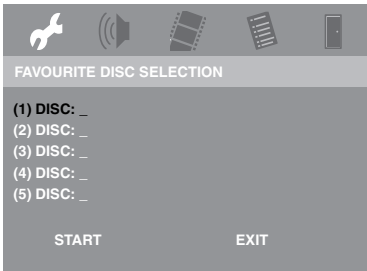 FAVOURITE DISC SELECTION
(1) DISC: _
(2) DISC: _
(3) DISC: _
(4) DISC: _
(5) DISC: _
START EXIT